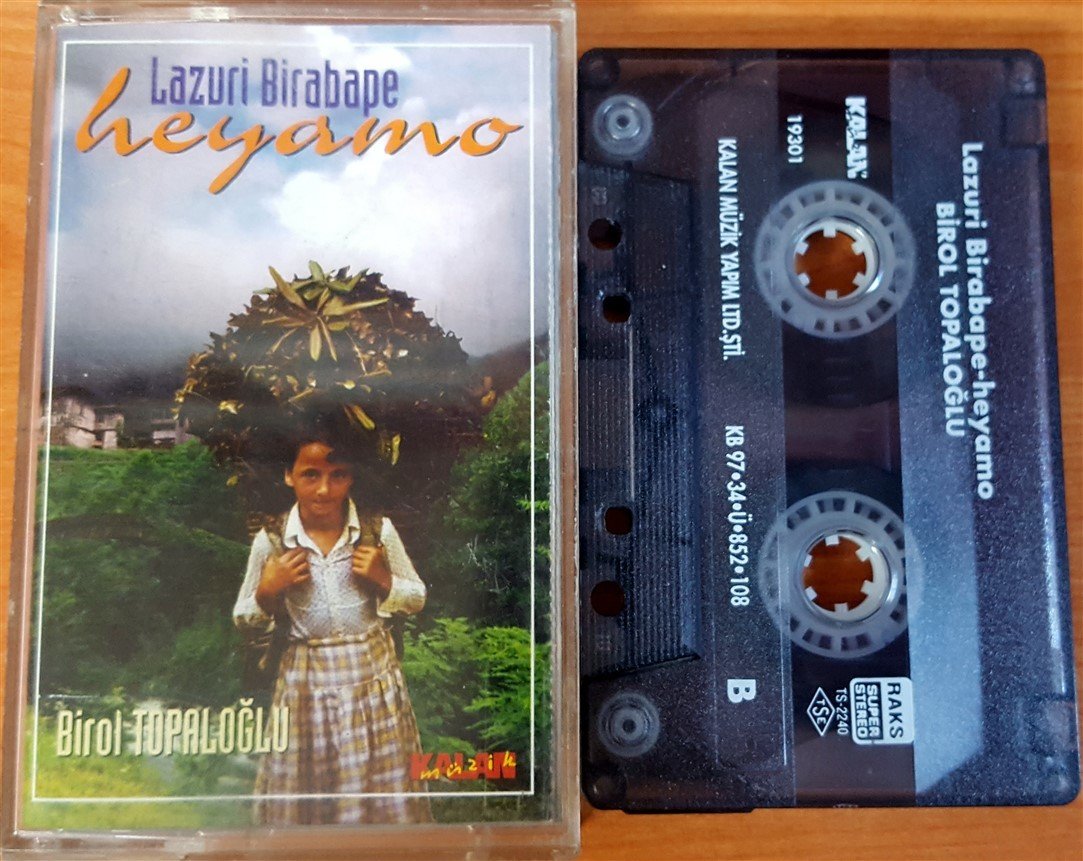 Lazuri Birabape
heyamo
Birol TOPALOĞLU
KALAN
müzik
Lazuri Birabape-heyamo
BİROL TOPALOĞLU
KALAN
19301
KALAN MÜZİK YAPIM LTD.ŞTİ.
KB 97•34•Ü•852•108
B
RAKS
SUPER
STEREO
TS-2240
TSE